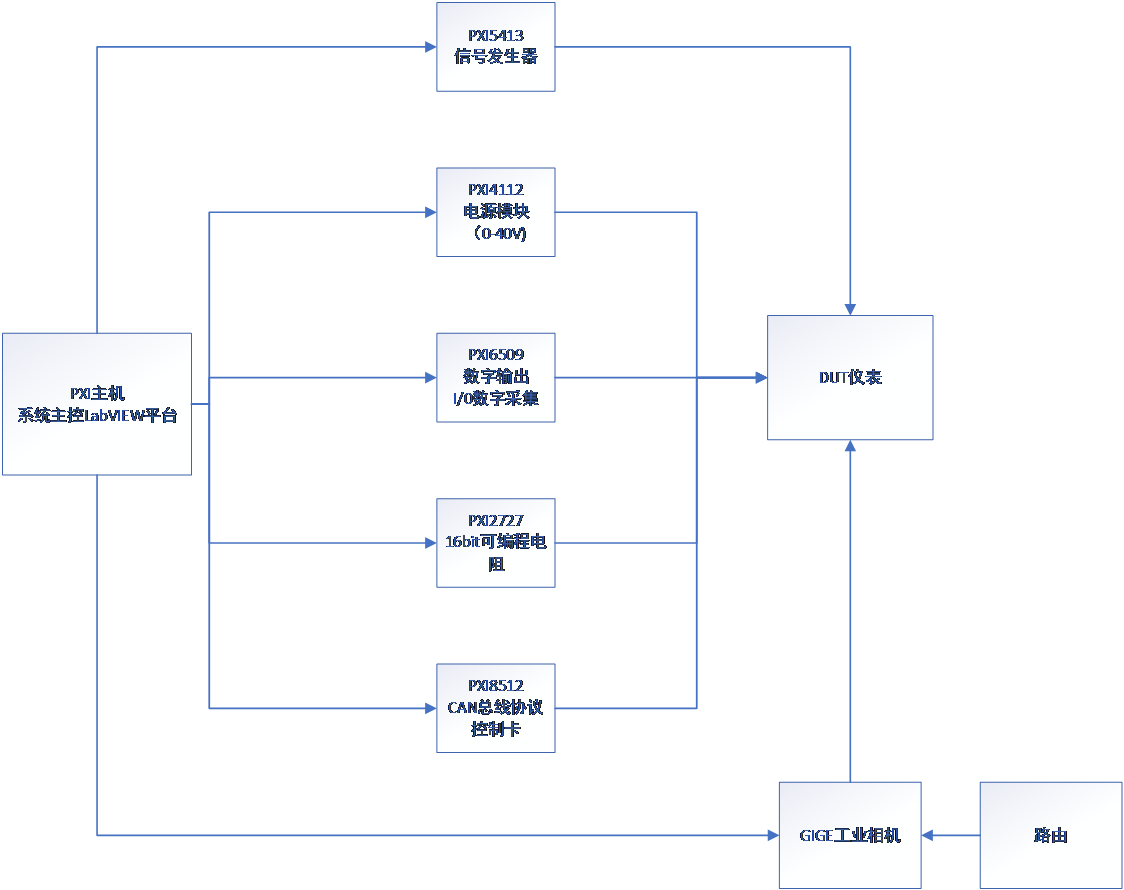 PXI5413
信号发生器
PXI4112
电源模块
（0-40V)
PXI主机
系统主控LabVIEW平台
PXI6509
数字输出
I/O数字采集
DUT仪表
PXI2727
16bit可编程电
阻
PXI8512
CAN总线协议
控制卡
GIGE工业相机
路由